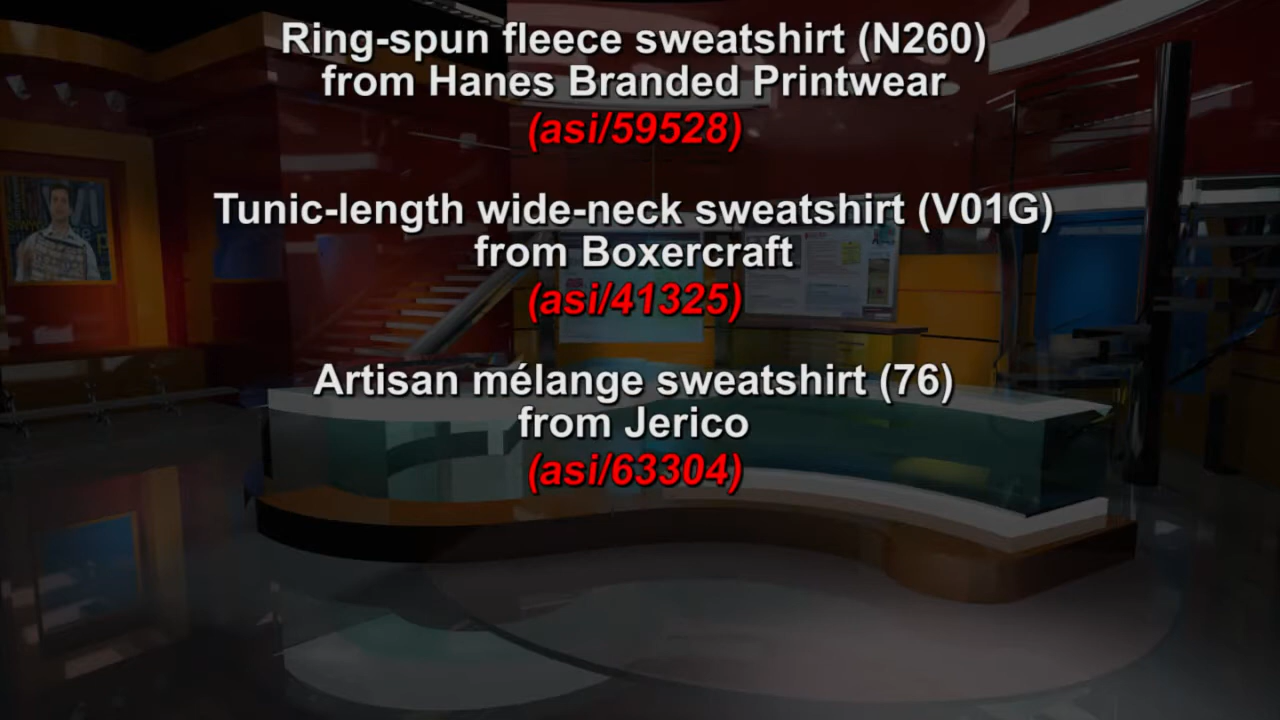 Ring-spun fleece sweatshirt (N260)
from Hanes Branded Printwear
(asi/59528)
Tunic-length wide-neck sweatshirt (V01G)
from Boxercraft
(asi/41325)
Artisan mélange sweatshirt (76)
from Jerico
(asi/63304)